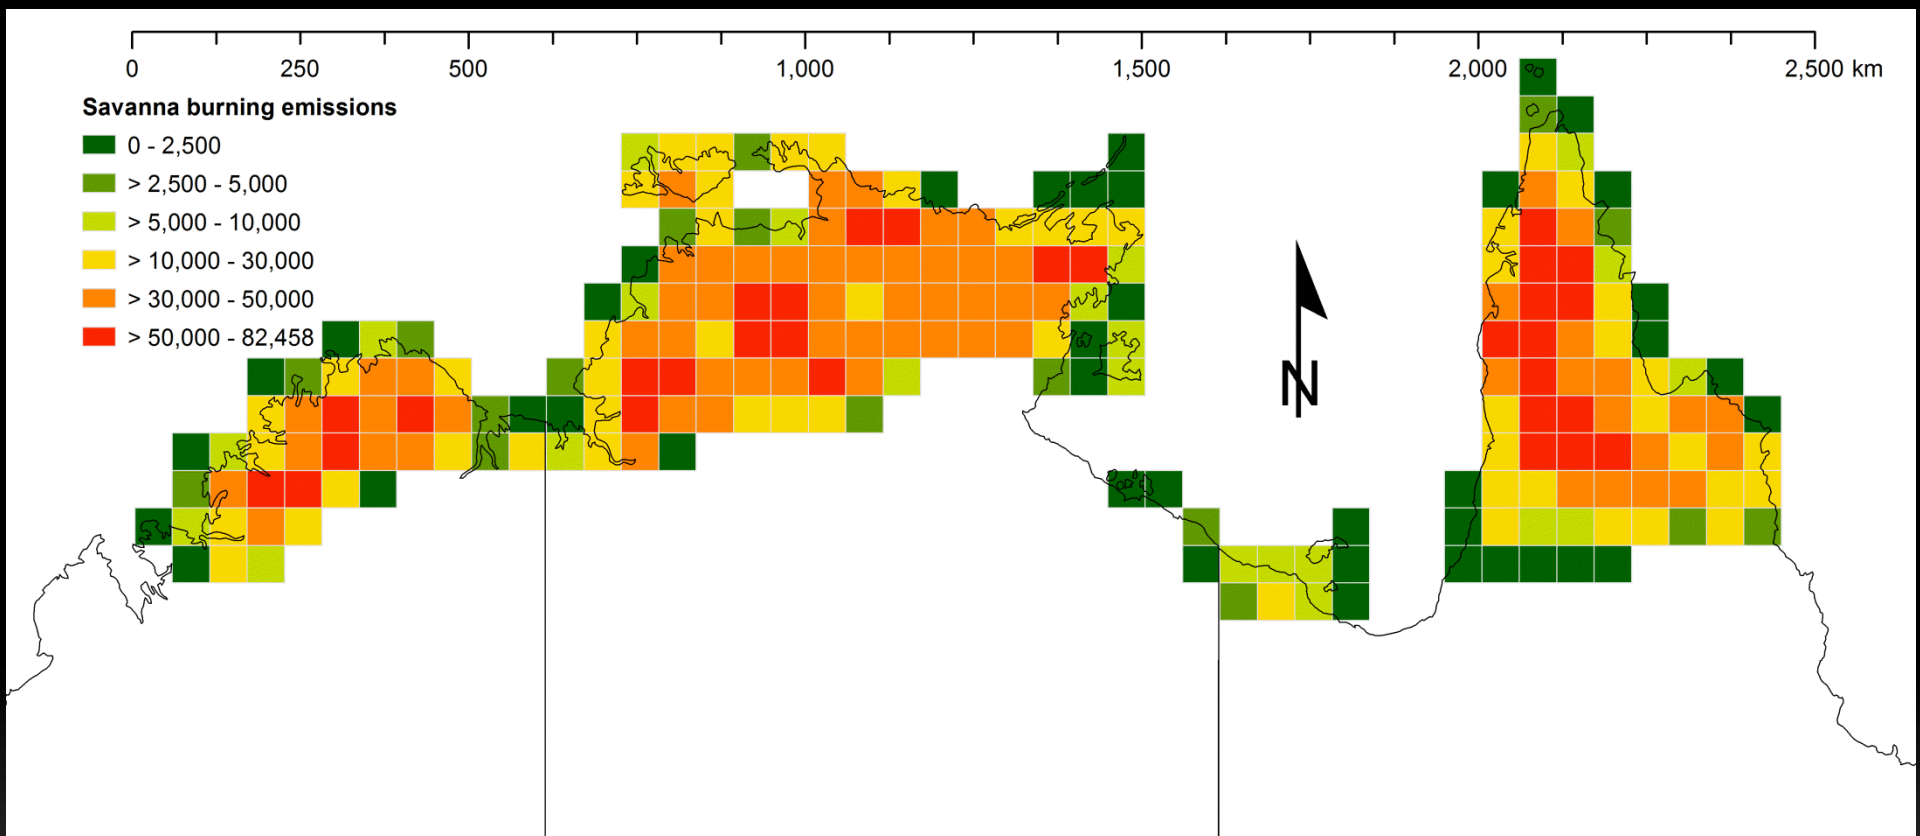 0 250 500 1,000 1,500 2,000 2,500 km
Savanna burning emissions
0 - 2,500
> 2,500 - 5,000
> 5,000 - 10,000
> 10,000 - 30,000
> 30,000 - 50,000
> 50,000 - 82,458
N